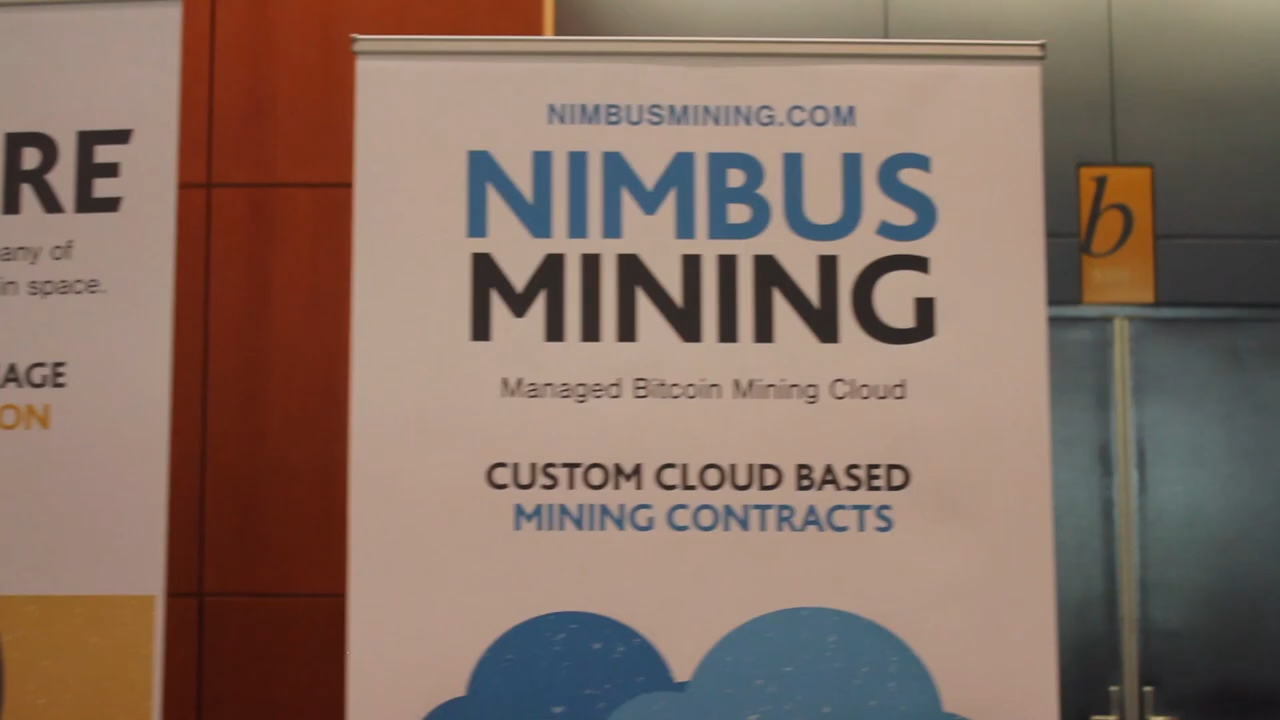 RE
any of
in space.
AGE
ON
NIMBUSMINING.COM
NIMBUS
MINING
Managed Bitcoin Mining Cloud
CUSTOM CLOUD BASED
MINING CONTRACTS
b